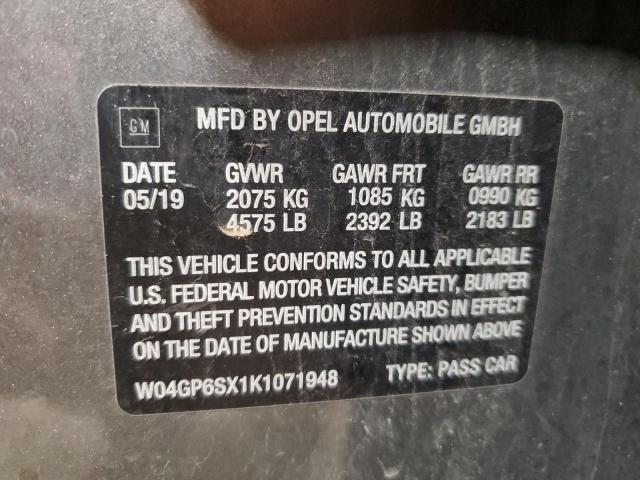 GM
MFD BY OPEL AUTOMOBILE GMBH
DATE GVWR GAWR FRT GAWR RR
05/19 2075 KG 1085 KG 0990 KG
4575 LB 2392 LB 2183 LB
THIS VEHICLE CONFORMS TO ALL APPLICABLE
U.S. FEDERAL MOTOR VEHICLE SAFETY, BUMPER
AND THEFT PREVENTION STANDARDS IN EFFECT
ON THE DATE OF MANUFACTURE SHOWN ABOVE
W04GP6SX1K1071948 TYPE: PASS CAR